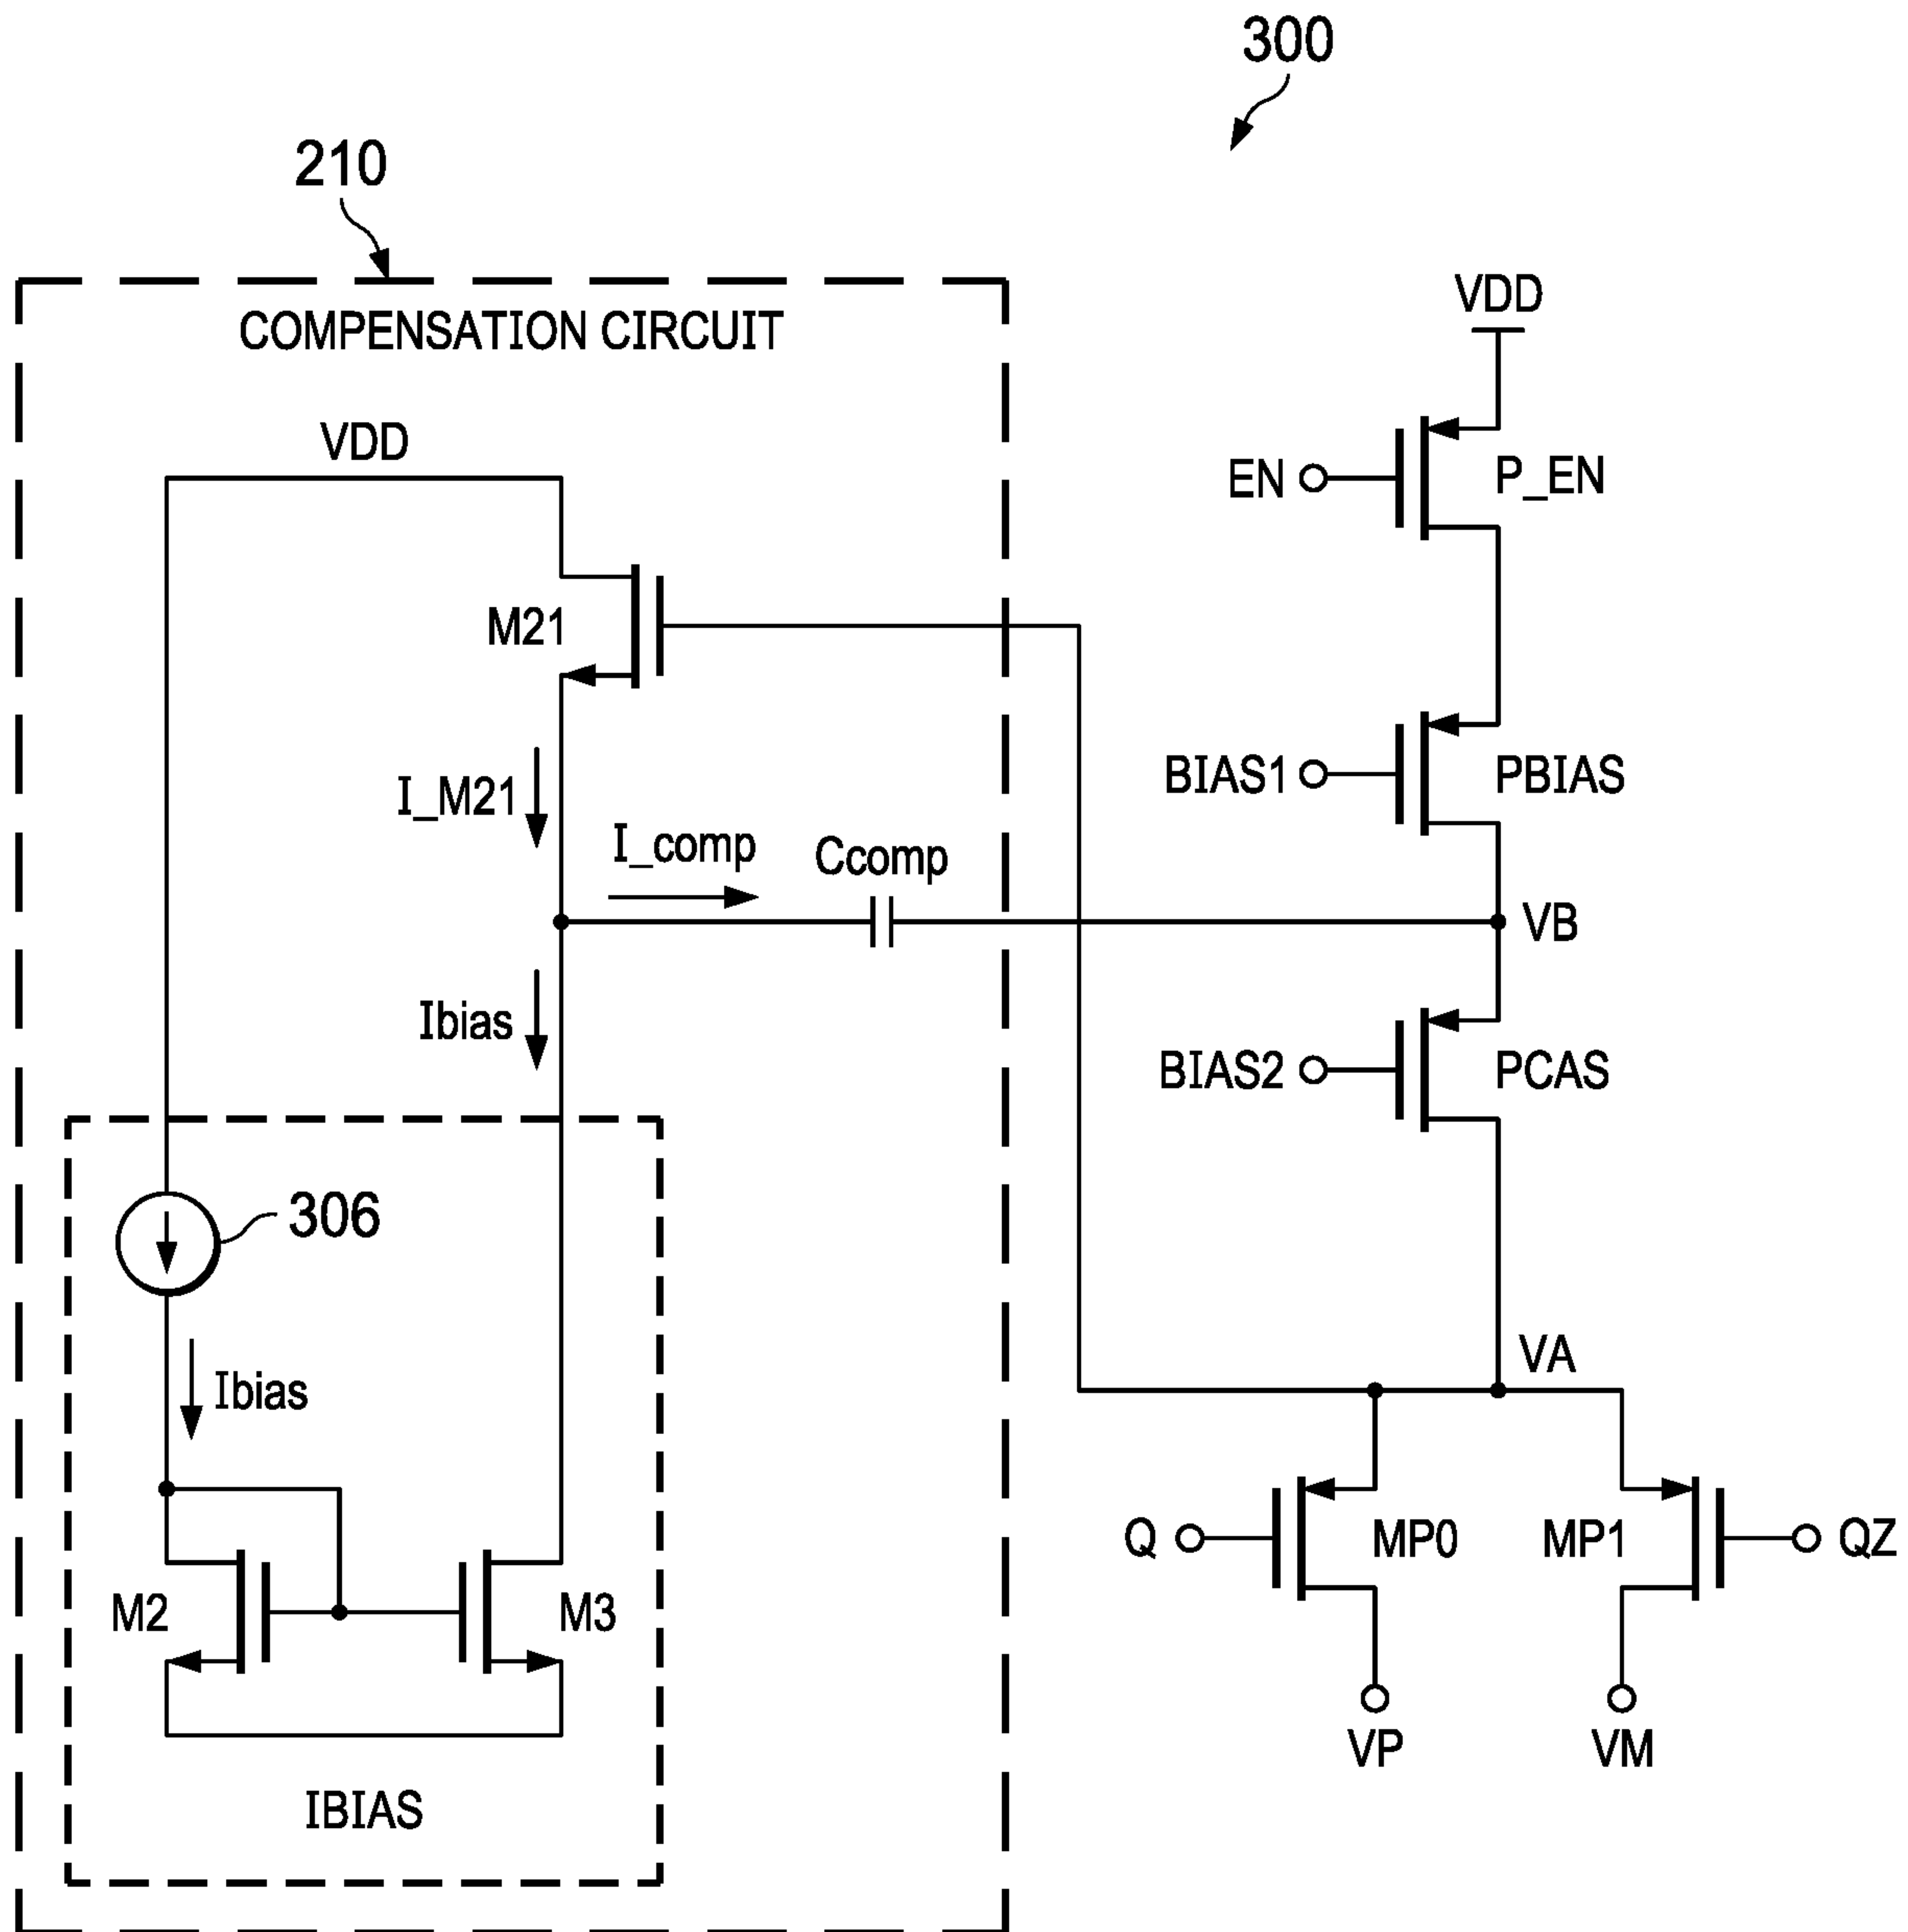 300
210
COMPENSATION CIRCUIT
VDD
VDD
EN
P_EN
M21
BIAS1
PBIAS
I_M21
I_comp
Ccomp
VB
Ibias
BIAS2
PCAS
306
VA
Ibias
Q
MP0
MP1
QZ
M2
M3
VP
VM
IBIAS